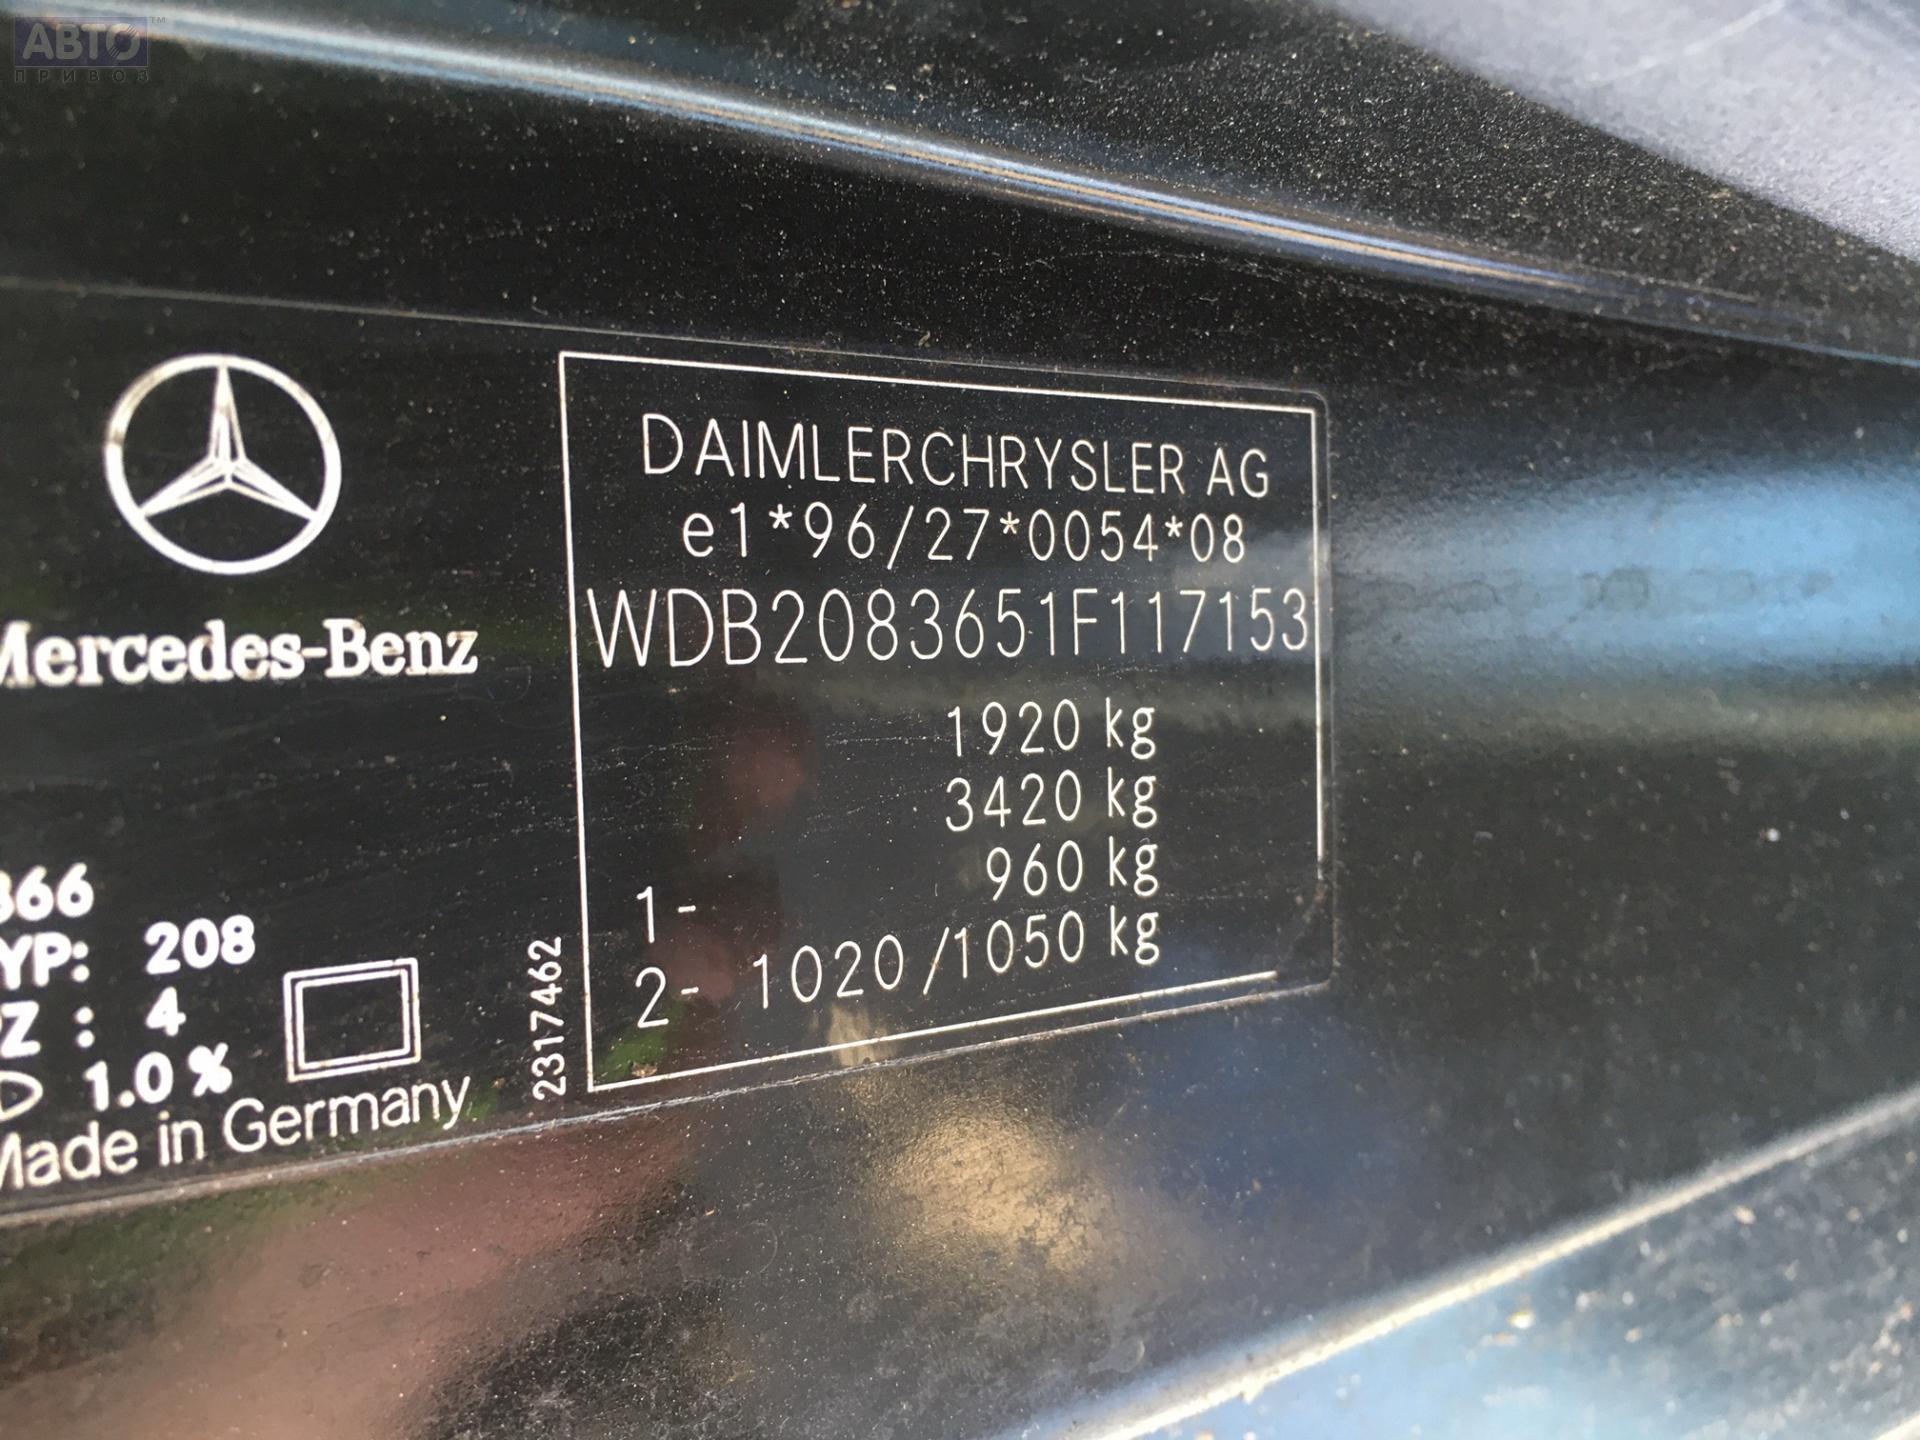 АВТО™
ПРИВОЗ
Mercedes-Benz
DAIMLERCHRYSLER AG
e1*96/27*0054*08
WDB2083651F117153
1920 kg
3420 kg
1- 960 kg
2- 1020/1050 kg
2317462
366
YP: 208
Z : 4
1.0 %
Made in Germany